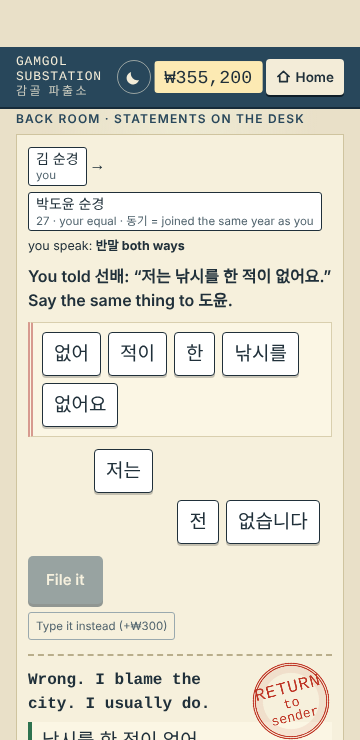 GAMGOL
SUBSTATION
감골 파출소
₩355,200
Home
BACK ROOM · STATEMENTS ON THE DESK
김 순경
you
→
박도윤 순경
27 · your equal · 동기 = joined the same year as you
you speak: 반말 both ways
You told 선배: “저는 낚시를 한 적이 없어요.”
Say the same thing to 도윤.
없어 적이 한 낚시를
없어요
저는
전 없습니다
File it
Type it instead (+₩300)
Wrong. I blame the
city. I usually do.
RETURN
to
sender
낚시를 한 적이 없어